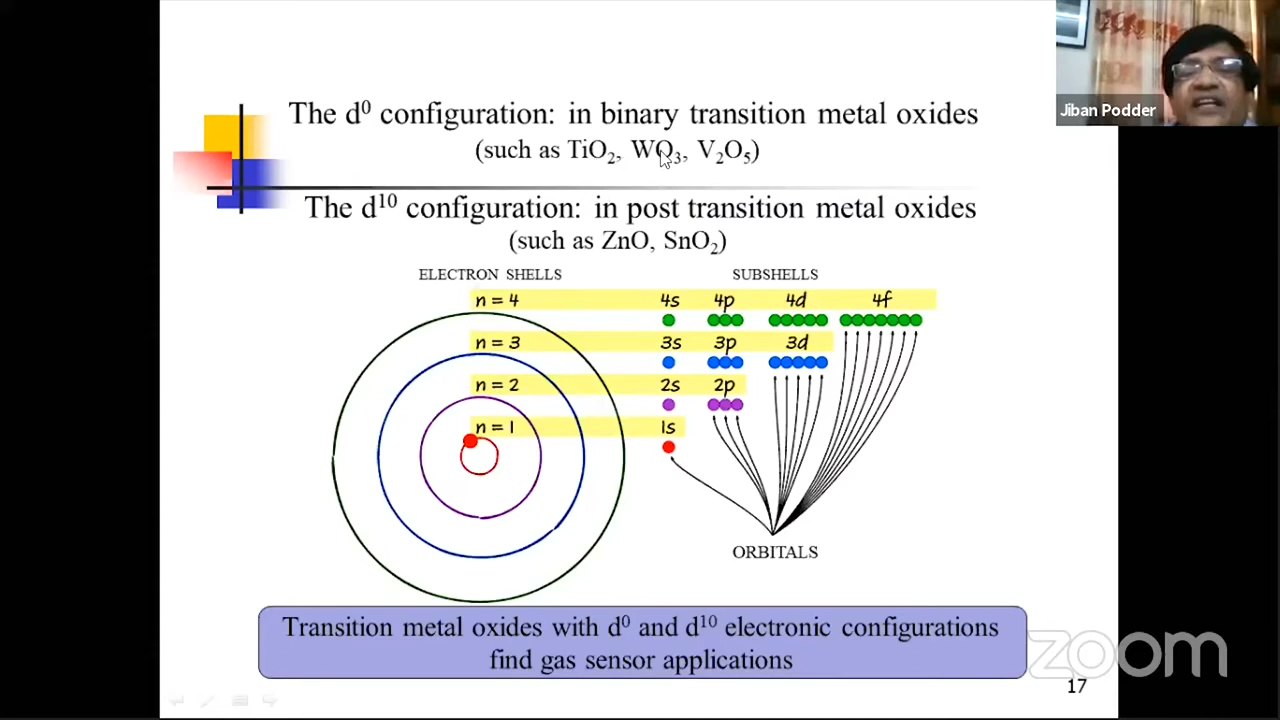 The d⁰ configuration: in binary transition metal oxides
(such as TiO₂, WO₃, V₂O₅)
Jiban Podder
The d¹⁰ configuration: in post transition metal oxides
(such as ZnO, SnO₂)
ELECTRON SHELLS SUBSHELLS
n = 4 4s 4p 4d 4f
n = 3 3s 3p 3d
n = 2 2s 2p
n = 1 1s
ORBITALS
Transition metal oxides with d⁰ and d¹⁰ electronic configurations
find gas sensor applications
zoom
17